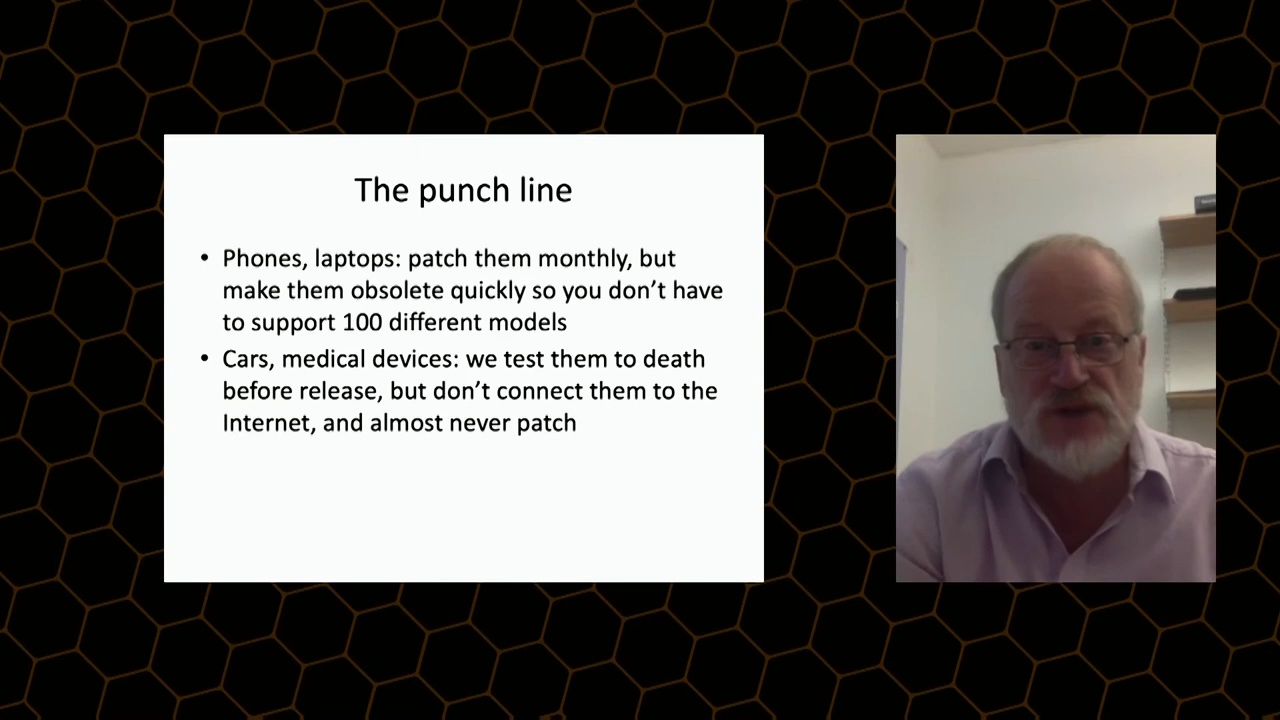 The punch line
• Phones, laptops: patch them monthly, but
make them obsolete quickly so you don’t have
to support 100 different models
• Cars, medical devices: we test them to death
before release, but don’t connect them to the
Internet, and almost never patch